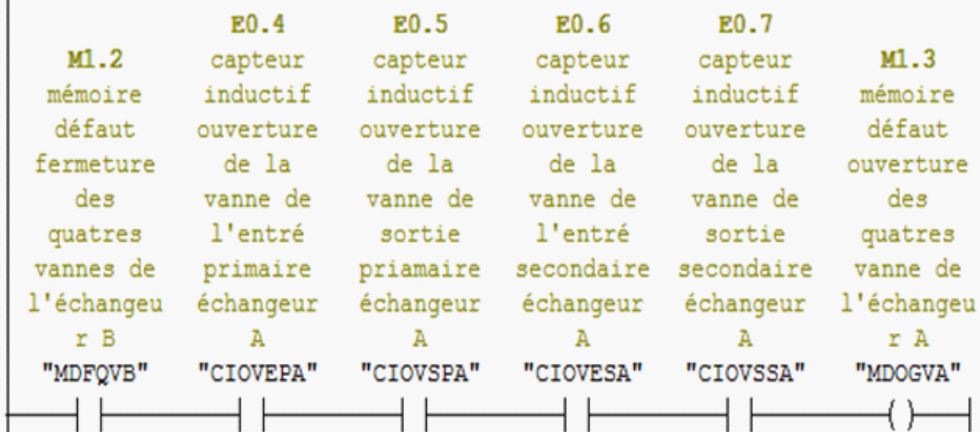 E0.4 E0.5 E0.6 E0.7
M1.2 capteur capteur capteur capteur M1.3
mémoire inductif inductif inductif inductif mémoire
défaut ouverture ouverture ouverture ouverture défaut
fermeture de la de la de la de la ouverture
des vanne de vanne de vanne de vanne de des
quatres l'entré sortie l'entré sortie quatres
vannes de primaire priamaire secondaire secondaire vanne de
l'échangeu échangeur échangeur échangeur échangeur l'échangeu
r B A A A A r A
"MDFQVB" "CIOVEPA" "CIOVSPA" "CIOVESA" "CIOVSSA" "MDOGVA"